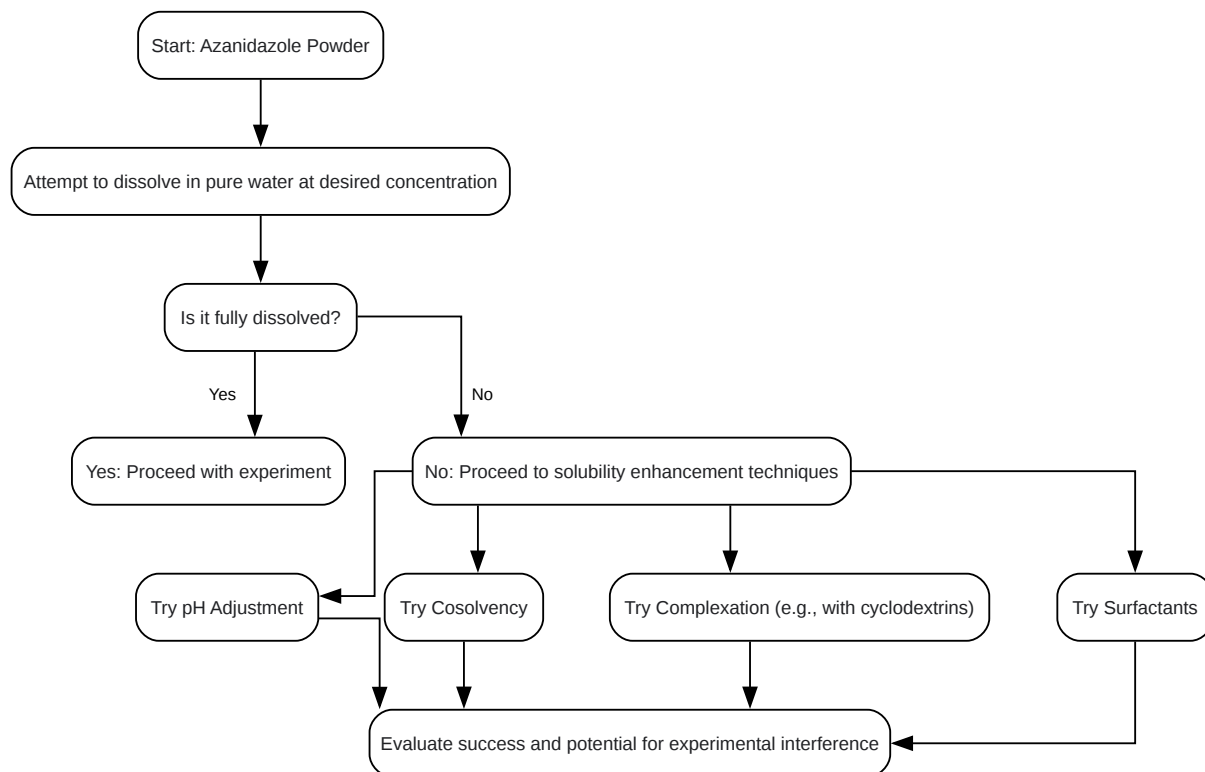 Start: Azanidazole Powder
Attempt to dissolve in pure water at desired concentration
Is it fully dissolved?
Yes
No
Yes: Proceed with experiment
No: Proceed to solubility enhancement techniques
Try pH Adjustment
Try Cosolvency
Try Complexation (e.g., with cyclodextrins)
Try Surfactants
Evaluate success and potential for experimental interference